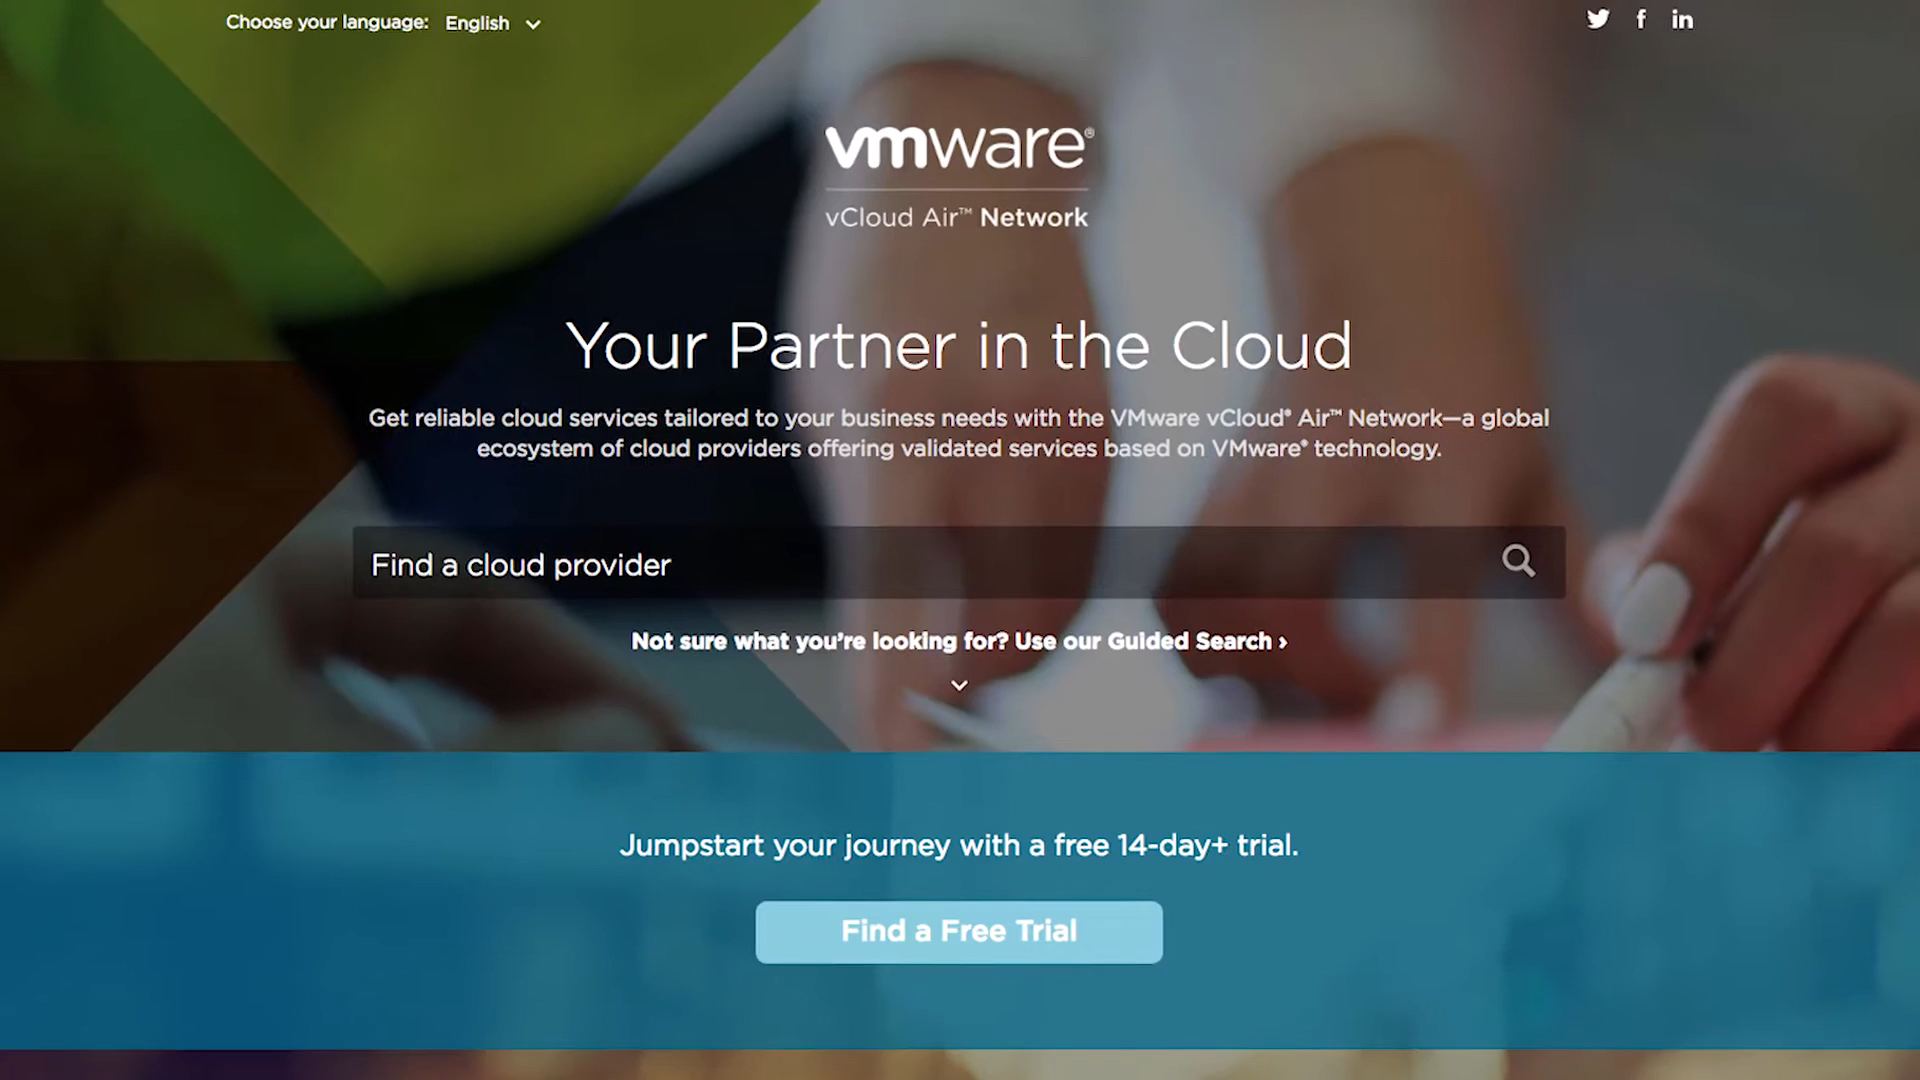 Choose your language: English
vmware®
vCloud Air™ Network
Your Partner in the Cloud
Get reliable cloud services tailored to your business needs with the VMware vCloud® Air™ Network—a global
ecosystem of cloud providers offering validated services based on VMware® technology.
Find a cloud provider
Not sure what you’re looking for? Use our Guided Search ›
Jumpstart your journey with a free 14-day+ trial.
Find a Free Trial